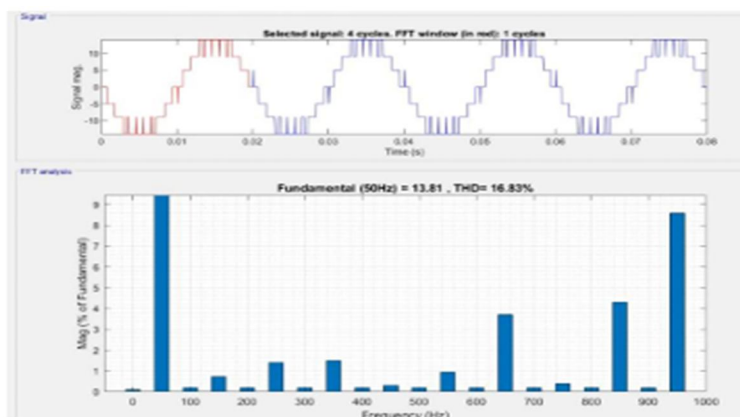 Signal
Selected signal: 4 cycles. FFT window (in red): 1 cycles
10
5
0
-5
-10
Signal mag.
0 0.01 0.02 0.03 0.04 0.05 0.06 0.07 0.08
Time (s)
FFT analysis
Fundamental (50Hz) = 13.81 , THD= 16.83%
9
8
7
6
5
4
3
2
1
0
Mag (% of Fundamental)
0 100 200 300 400 500 600 700 800 900 1000
Frequency (Hz)